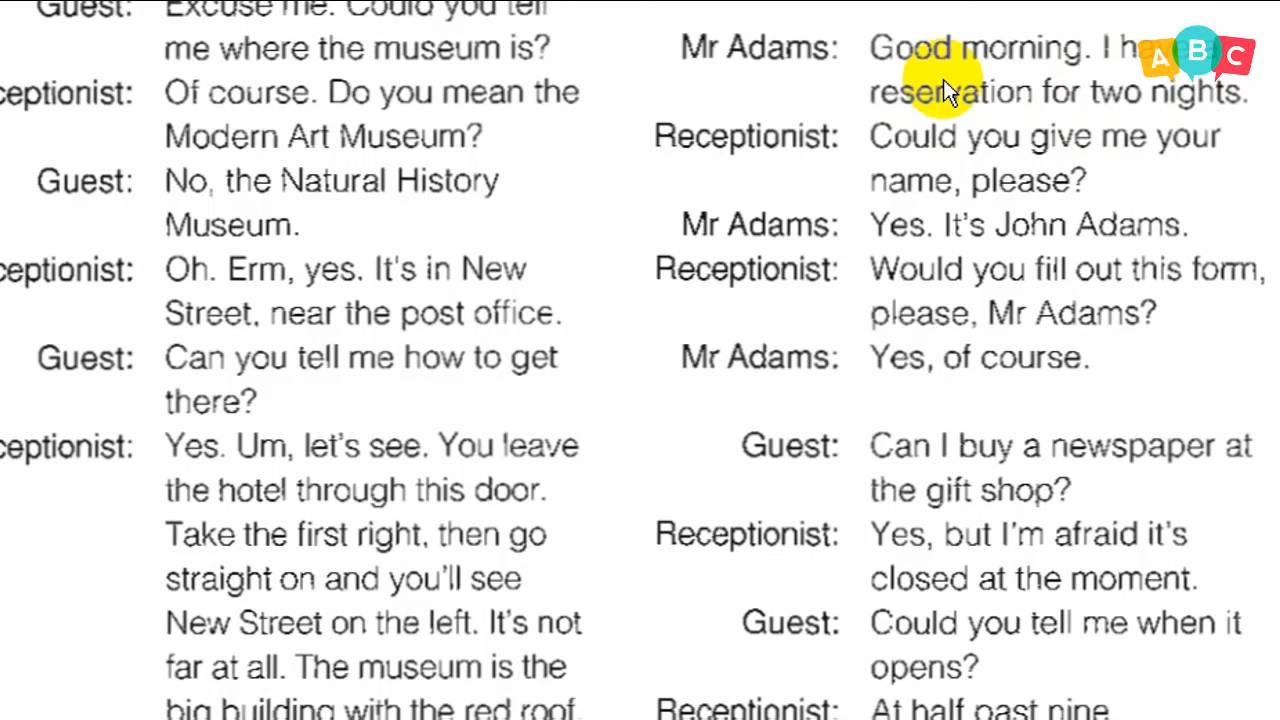 Guest: Excuse me. Could you tell
me where the museum is?
ceptionist: Of course. Do you mean the
Modern Art Museum?
Guest: No, the Natural History
Museum.
ceptionist: Oh. Erm, yes. It's in New
Street, near the post office.
Guest: Can you tell me how to get
there?
ceptionist: Yes. Um, let's see. You leave
the hotel through this door.
Take the first right, then go
straight on and you'll see
New Street on the left. It's not
far at all. The museum is the
big building with the red roof.
Mr Adams: Good morning. I
reservation for two nights.
Receptionist: Could you give me your
name, please?
Mr Adams: Yes. It's John Adams.
Receptionist: Would you fill out this form,
please, Mr Adams?
Mr Adams: Yes, of course.
Guest: Can I buy a newspaper at
the gift shop?
Receptionist: Yes, but I'm afraid it's
closed at the moment.
Guest: Could you tell me when it
opens?
Receptionist: At half past nine
A B C